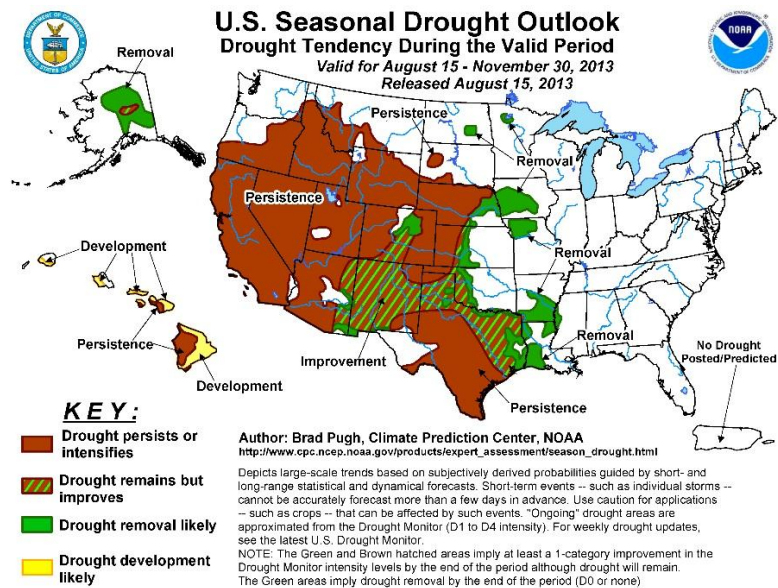 U.S. Seasonal Drought Outlook
Drought Tendency During the Valid Period
Valid for August 15 - November 30, 2013
Released August 15, 2013
NOAA
Removal
Persistence
Removal
Persistence
Development
Removal
Persistence
Improvement
Removal
No Drought
Posted/Predicted
Development
Persistence
KEY:
Drought persists or
intensifies
Drought remains but
improves
Drought removal likely
Drought development
likely
Author: Brad Pugh, Climate Prediction Center, NOAA
http://www.cpc.ncep.noaa.gov/products/expert_assessment/season_drought.html
Depicts large-scale trends based on subjectively derived probabilities guided by short- and
long-range statistical and dynamical forecasts. Short-term events -- such as individual storms --
cannot be accurately forecast more than a few days in advance. Use caution for applications
-- such as crops -- that can be affected by such events. "Ongoing" drought areas are
approximated from the Drought Monitor (D1 to D4 intensity). For weekly drought updates,
see the latest U.S. Drought Monitor.
NOTE: The Green and Brown hatched areas imply at least a 1-category improvement in the
Drought Monitor intensity levels by the end of the period although drought will remain.
The Green areas imply drought removal by the end of the period (D0 or none)